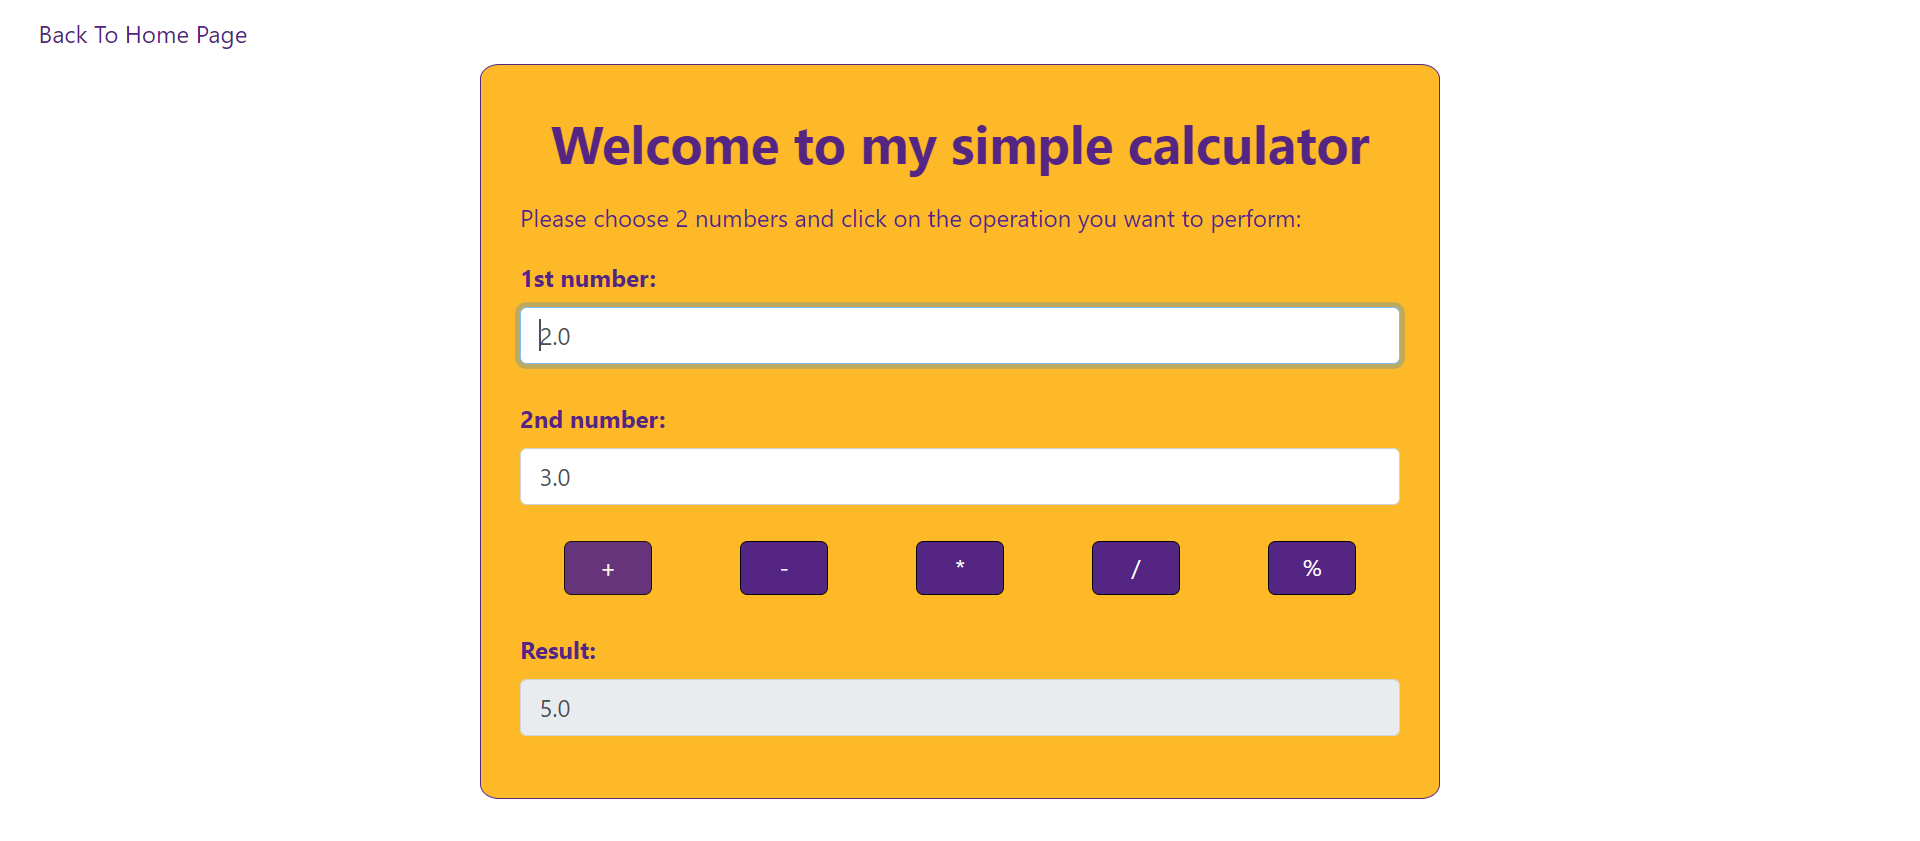 Back To Home Page
Welcome to my simple calculator
Please choose 2 numbers and click on the operation you want to perform:
1st number:
2.0
2nd number:
3.0
+ - * / %
Result:
5.0